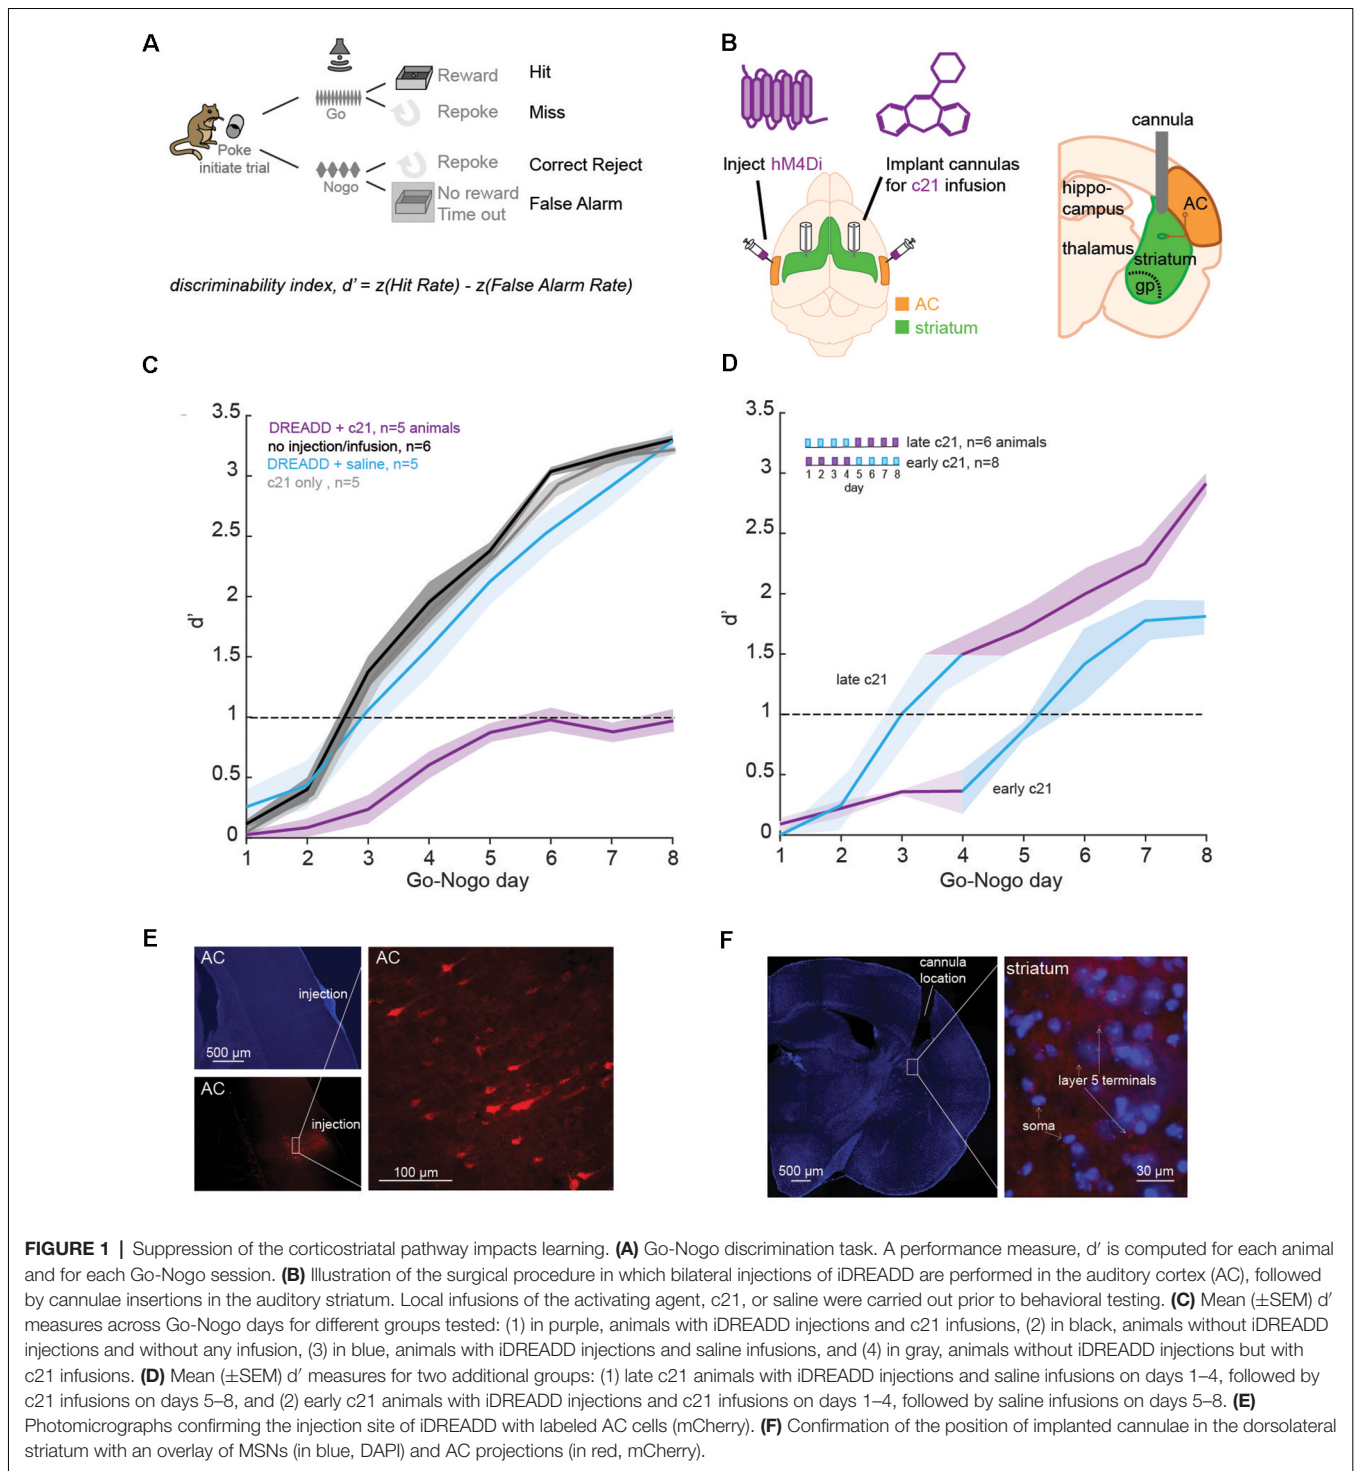 A
Poke
initiate trial
Go
Nogo
Reward
Hit
Repoke
Miss
Repoke
Correct Reject
No reward
Time out
False Alarm
discriminability index, d' = z(Hit Rate) - z(False Alarm Rate)
B
Inject hM4Di
Implant cannulas
for c21 infusion
AC
striatum
cannula
hippo-
campus
AC
thalamus
striatum
gp
C
DREADD + c21, n=5 animals
no injection/infusion, n=6
DREADD + saline, n=5
c21 only , n=5
3.5
3
2.5
2
1.5
1
0.5
0
d'
1 2 3 4 5 6 7 8
Go-Nogo day
D
late c21, n=6 animals
early c21, n=8
1 2 3 4 5 6 7 8
day
3.5
3
2.5
2
1.5
1
0.5
0
d'
late c21
early c21
1 2 3 4 5 6 7 8
Go-Nogo day
E
AC
injection
500 µm
AC
injection
AC
100 µm
F
cannula
location
500 µm
striatum
layer 5 terminals
soma
30 µm
FIGURE 1 | Suppression of the corticostriatal pathway impacts learning. (A) Go-Nogo discrimination task. A performance measure, d′ is computed for each animal
and for each Go-Nogo session. (B) Illustration of the surgical procedure in which bilateral injections of iDREADD are performed in the auditory cortex (AC), followed
by cannulae insertions in the auditory striatum. Local infusions of the activating agent, c21, or saline were carried out prior to behavioral testing. (C) Mean (±SEM) d′
measures across Go-Nogo days for different groups tested: (1) in purple, animals with iDREADD injections and c21 infusions, (2) in black, animals without iDREADD
injections and without any infusion, (3) in blue, animals with iDREADD injections and saline infusions, and (4) in gray, animals without iDREADD injections but with
c21 infusions. (D) Mean (±SEM) d′ measures for two additional groups: (1) late c21 animals with iDREADD injections and saline infusions on days 1–4, followed by
c21 infusions on days 5–8, and (2) early c21 animals with iDREADD injections and c21 infusions on days 1–4, followed by saline infusions on days 5–8. (E)
Photomicrographs confirming the injection site of iDREADD with labeled AC cells (mCherry). (F) Confirmation of the position of implanted cannulae in the dorsolateral
striatum with an overlay of MSNs (in blue, DAPI) and AC projections (in red, mCherry).